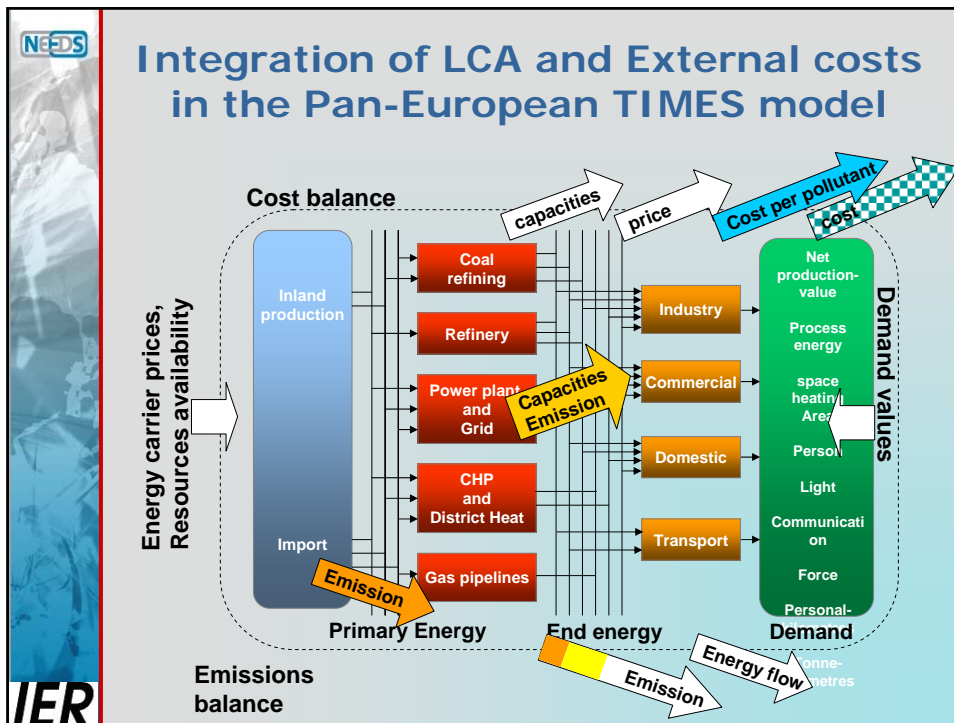 NEEDS
Integration of LCA and External costs
in the Pan-European TIMES model
Cost balance
capacities
price
Cost per pollutant
cost
Energy carrier prices,
Resources availability
Inland
production
Import
Coal
refining
Refinery
Power plant
and
Grid
CHP
and
District Heat
Gas pipelines
Capacities
Emission
Emission
Industry
Commercial
Domestic
Transport
Net
production-
value
Process
energy
space
heating
Area
Person
Light
Communicati
on
Force
Personal-
Demand values
Primary Energy
End energy
Demand
Emission
Energy flow
Emissions
balance
IER